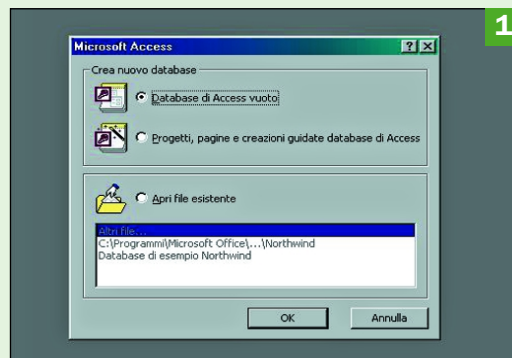 1
Microsoft Access
Crea nuovo database
Database di Access vuoto
Progetti, pagine e creazioni guidate database di Access
Apri file esistente
Altri file...
C:\Programmi\Microsoft Office\...\Northwind
Database di esempio Northwind
OK
Annulla